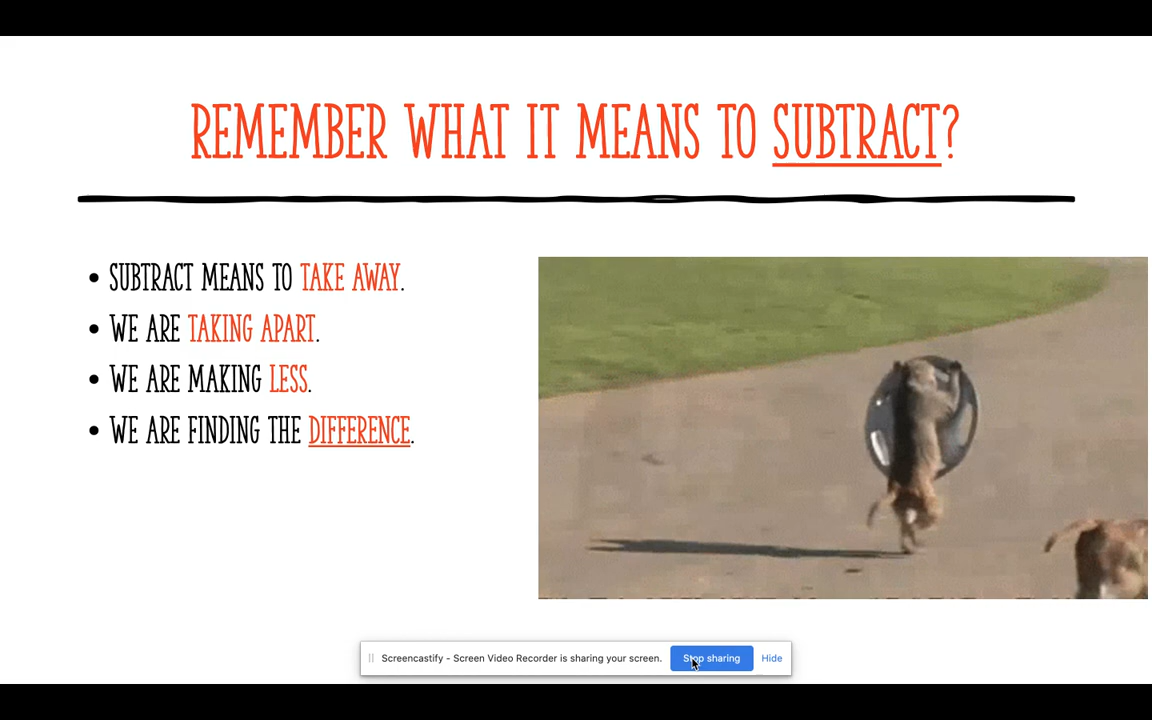 REMEMBER WHAT IT MEANS TO SUBTRACT?
• SUBTRACT MEANS TO TAKE AWAY.
• WE ARE TAKING APART.
• WE ARE MAKING LESS.
• WE ARE FINDING THE DIFFERENCE.
Screencastify - Screen Video Recorder is sharing your screen. Stop sharing Hide